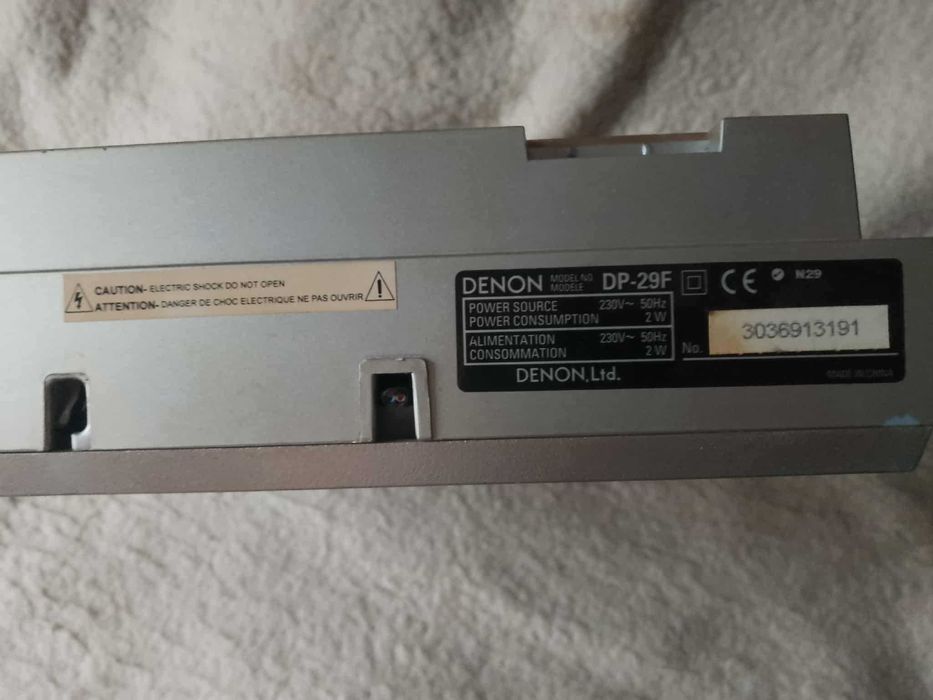 CAUTION- ELECTRIC SHOCK DO NOT OPEN
ATTENTION- DANGER DE CHOC ELECTRIQUE NE PAS OUVRIR
DENON MODEL NO. MODELE DP-29F
CE N29
POWER SOURCE 230V~ 50Hz
POWER CONSUMPTION 2 W
ALIMENTATION 230V~ 50Hz
CONSOMMATION 2 W
No. 3036913191
DENON, Ltd.
MADE IN CHINA